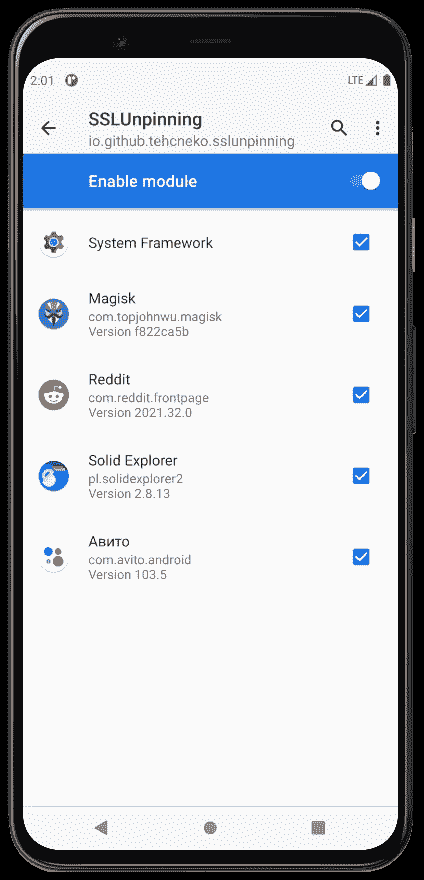 2:01
LTE
SSLUnpinning
io.github.tehcneko.sslunpinning
Enable module
System Framework
Magisk
com.topjohnwu.magisk
Version f822ca5b
Reddit
com.reddit.frontpage
Version 2021.32.0
Solid Explorer
pl.solidexplorer2
Version 2.8.13
Авито
com.avito.android
Version 103.5